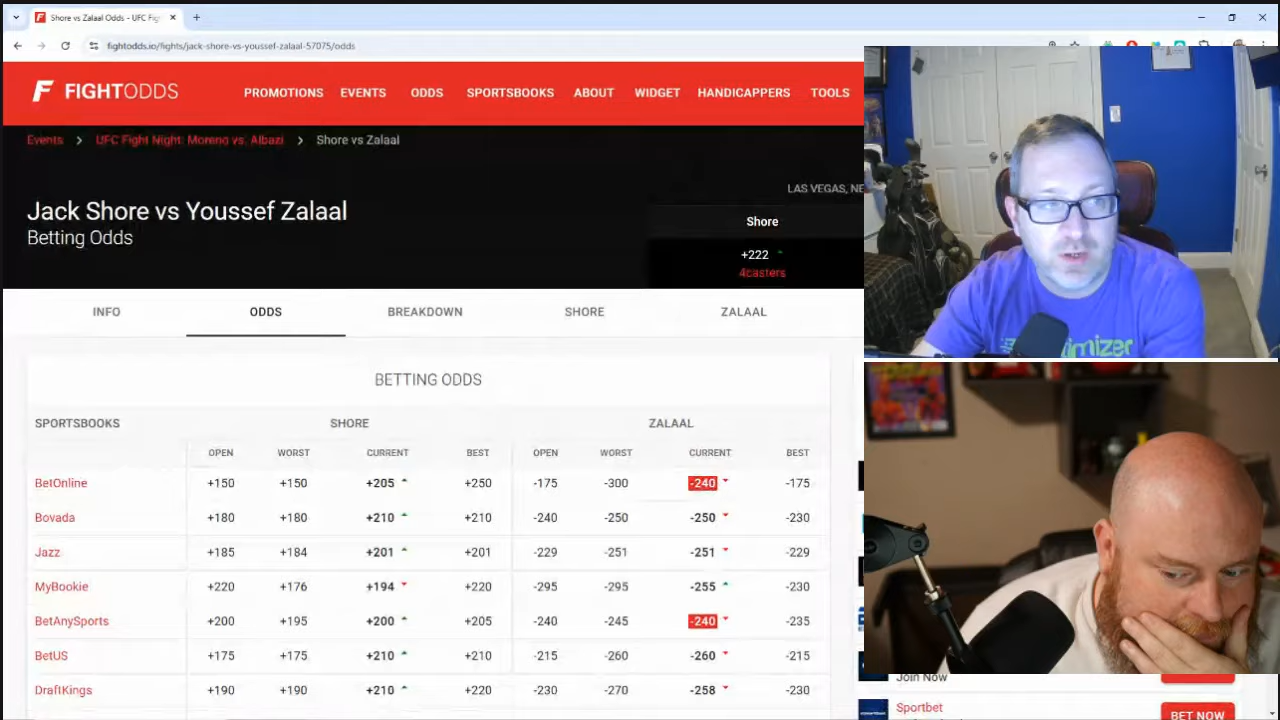 Shore vs Zalaal Odds - UFC Fig
fightodds.io/fights/jack-shore-vs-youssef-zalaal-57075/odds
FIGHTODDS
PROMOTIONS EVENTS ODDS SPORTSBOOKS ABOUT WIDGET HANDICAPPERS TOOLS
Events > UFC Fight Night: Moreno vs. Albazi > Shore vs Zalaal
LAS VEGAS, NE
Jack Shore vs Youssef Zalaal
Betting Odds
Shore
+222
4casters
INFO ODDS BREAKDOWN SHORE ZALAAL
BETTING ODDS
SPORTSBOOKS SHORE ZALAAL
OPEN WORST CURRENT BEST OPEN WORST CURRENT BEST
BetOnline +150 +150 +205 +250 -175 -300 -240 -175
Bovada +180 +180 +210 +210 -240 -250 -250 -230
Jazz +185 +184 +201 +201 -229 -251 -251 -229
MyBookie +220 +176 +194 +220 -295 -295 -255 -230
BetAnySports +200 +195 +200 +205 -240 -245 -240 -235
BetUS +175 +175 +210 +210 -215 -260 -260 -215
DraftKings +190 +190 +210 +220 -230 -270 -258 -230
timizer
Join Now
Sportbet
BET NOW